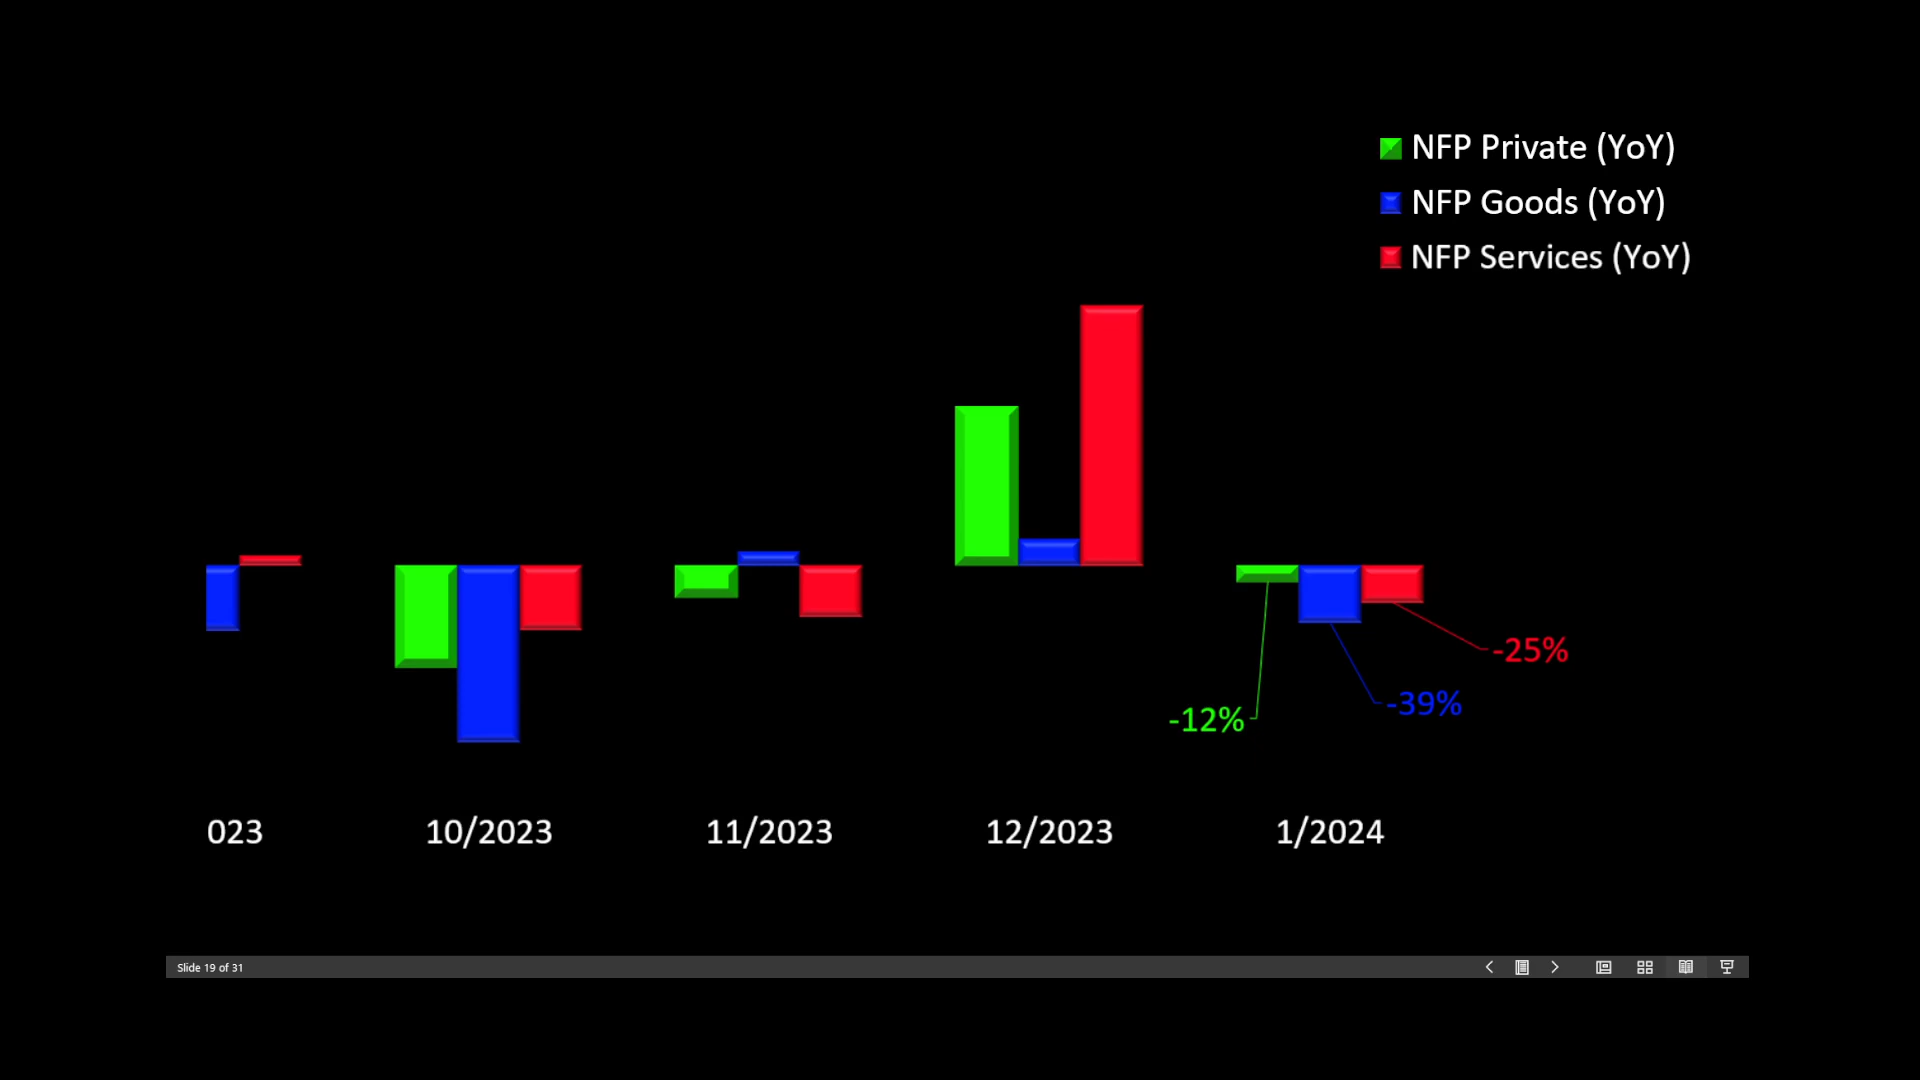 NFP Private (YoY)
NFP Goods (YoY)
NFP Services (YoY)
-25%
-39%
-12%
023
10/2023
11/2023
12/2023
1/2024
Slide 19 of 31